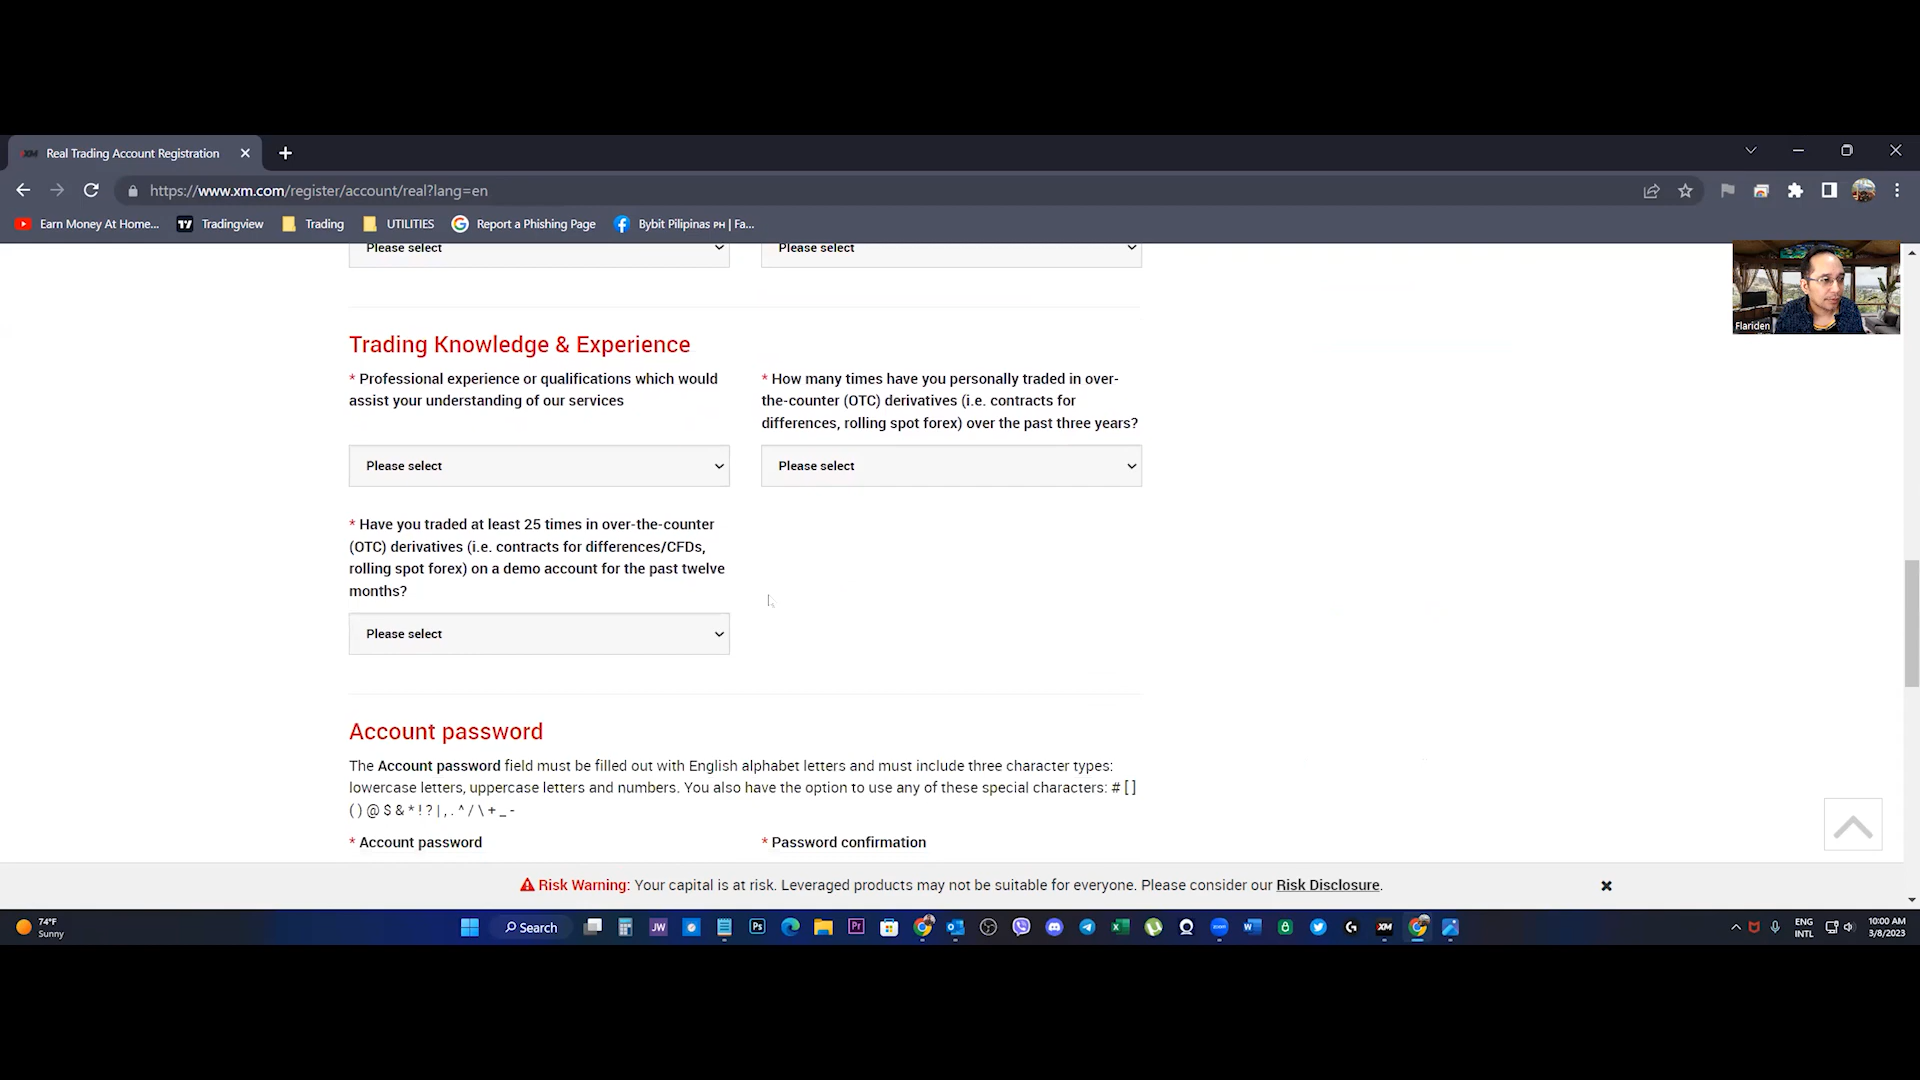 XM Real Trading Account Registration
https://www.xm.com/register/account/real?lang=en
Earn Money At Home... Tradingview Trading UTILITIES Report a Phishing Page Bybit Pilipinas PH | Fa...
Please select Please select
Flariden
Trading Knowledge & Experience
* Professional experience or qualifications which would
assist your understanding of our services
* How many times have you personally traded in over-
the-counter (OTC) derivatives (i.e. contracts for
differences, rolling spot forex) over the past three years?
Please select Please select
* Have you traded at least 25 times in over-the-counter
(OTC) derivatives (i.e. contracts for differences/CFDs,
rolling spot forex) on a demo account for the past twelve
months?
Please select
Account password
The Account password field must be filled out with English alphabet letters and must include three character types:
lowercase letters, uppercase letters and numbers. You also have the option to use any of these special characters: # [ ]
( ) @ $ & * ! ? | , . ^ / \ + _ -
* Account password * Password confirmation
Risk Warning: Your capital is at risk. Leveraged products may not be suitable for everyone. Please consider our Risk Disclosure.
74°F
Sunny
Search
JW Ps Pr zoom W XM
ENG
INTL
10:00 AM
3/8/2023